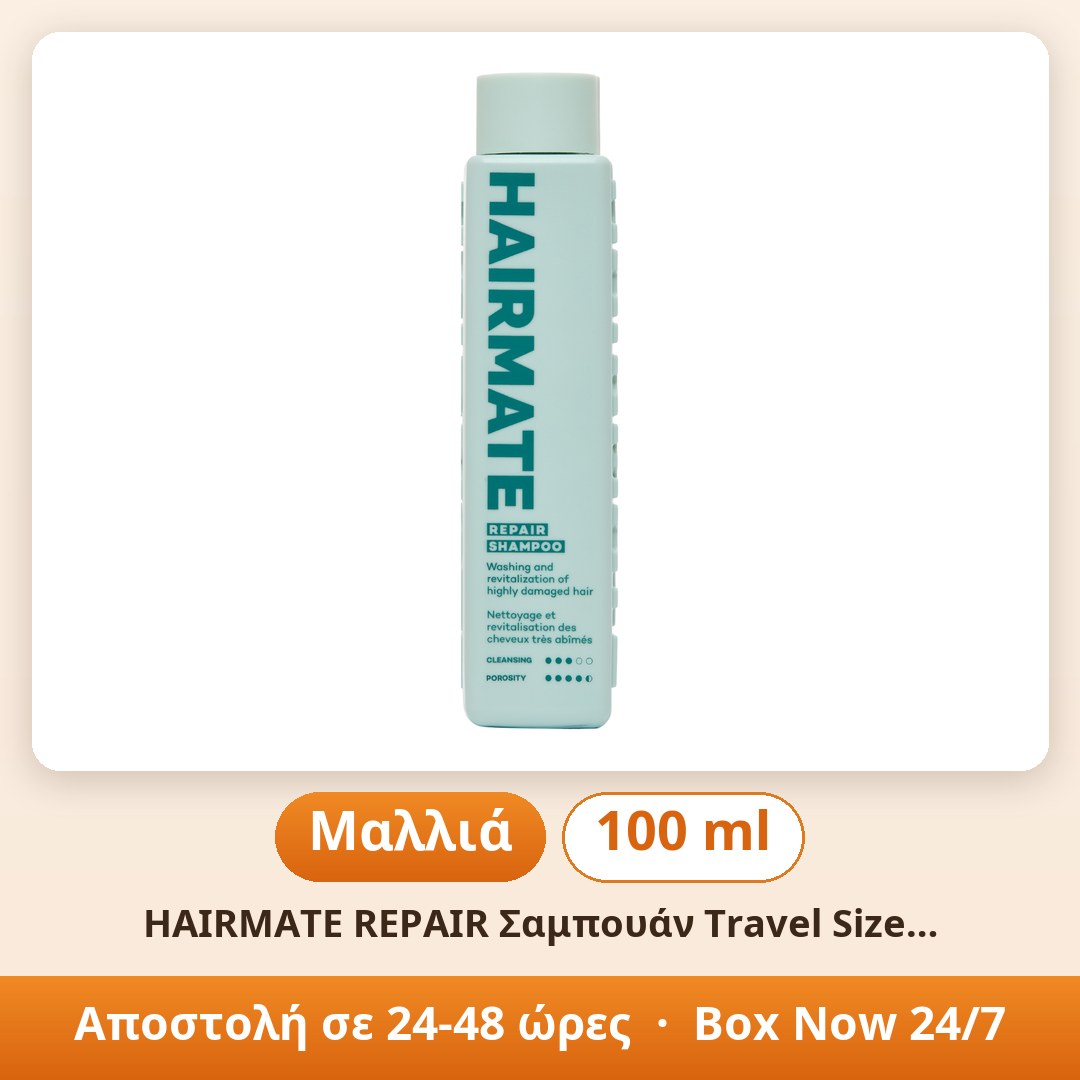 HAIRMATE
REPAIR
SHAMPOO
Washing and
revitalization of
highly damaged hair
Nettoyage et
revitalisation des
cheveux très abîmés
CLEANSING
POROSITY
Μαλλιά
100 ml
HAIRMATE REPAIR Σαμπουάν Travel Size...
Αποστολή σε 24-48 ώρες · Box Now 24/7